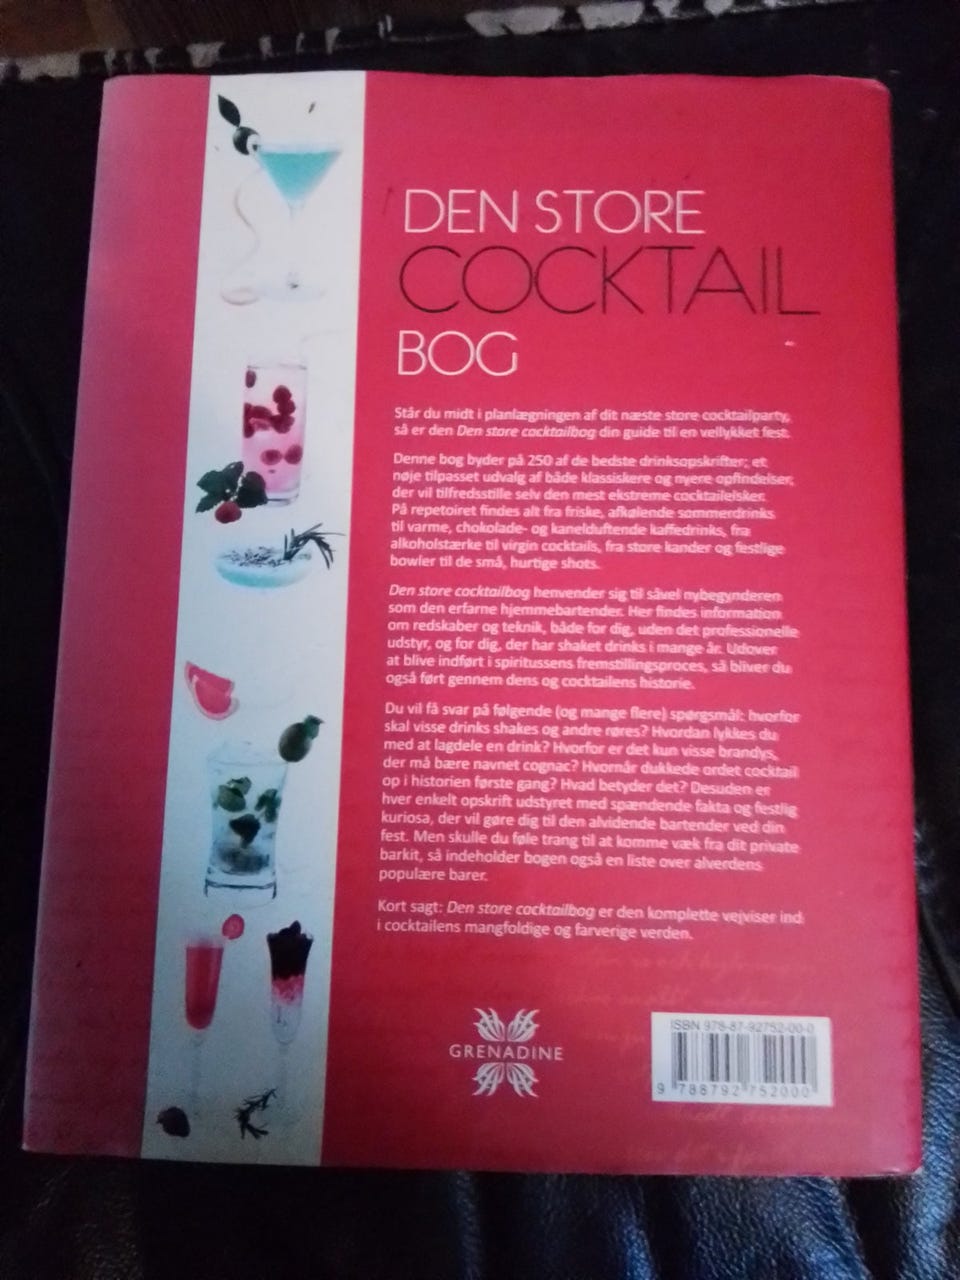 DEN STORE
COCKTAIL
BOG
Står du midt i planlægningen af dit næste store cocktailparty,
så er den Den store cocktailbog din guide til en vellykket fest.
Denne bog byder på 250 af de bedste drinksopskrifter; et
nøje tilpasset udvalg af både klassiskere og nyere opfindelser,
der vil tilfredsstille selv den mest ekstreme cocktailelsker.
På repetoiret findes alt fra friske, afkølende sommerdrinks
til varme, chokolade- og kanelduftende kaffedrinks, fra
alkoholstærke til virgin cocktails, fra store kander og festlige
bowler til de små, hurtige shots.
Den store cocktailbog henvender sig til såvel nybegynderen
som den erfarne hjemmebartender. Her findes information
om redskaber og teknik, både for dig, uden det professionelle
udstyr, og for dig, der har shaket drinks i mange år. Udover
at blive indført i spiritussens fremstillingsproces, så bliver du
også ført gennem dens og cocktailens historie.
Du vil få svar på følgende (og mange flere) spørgsmål: hvorfor
skal visse drinks shakes og andre røres? Hvordan lykkes du
med at lagdele en drink? Hvorfor er det kun visse brandys,
der må bære navnet cognac? Hvornår dukkede ordet cocktail
op i historien første gang? Hvad betyder det? Desuden er
hver enkelt opskrift udstyret med spændende fakta og festlig
kuriosa, der vil gøre dig til den alvidende bartender ved din
fest. Men skulle du føle trang til at komme væk fra dit private
barkit, så indeholder bogen også en liste over alverdens
populære barer.
Kort sagt: Den store cocktailbog er den komplette vejviser ind
i cocktailens mangfoldige og farverige verden.
GRENADINE
ISBN 978-87-92752-00-0
9 788792 752000